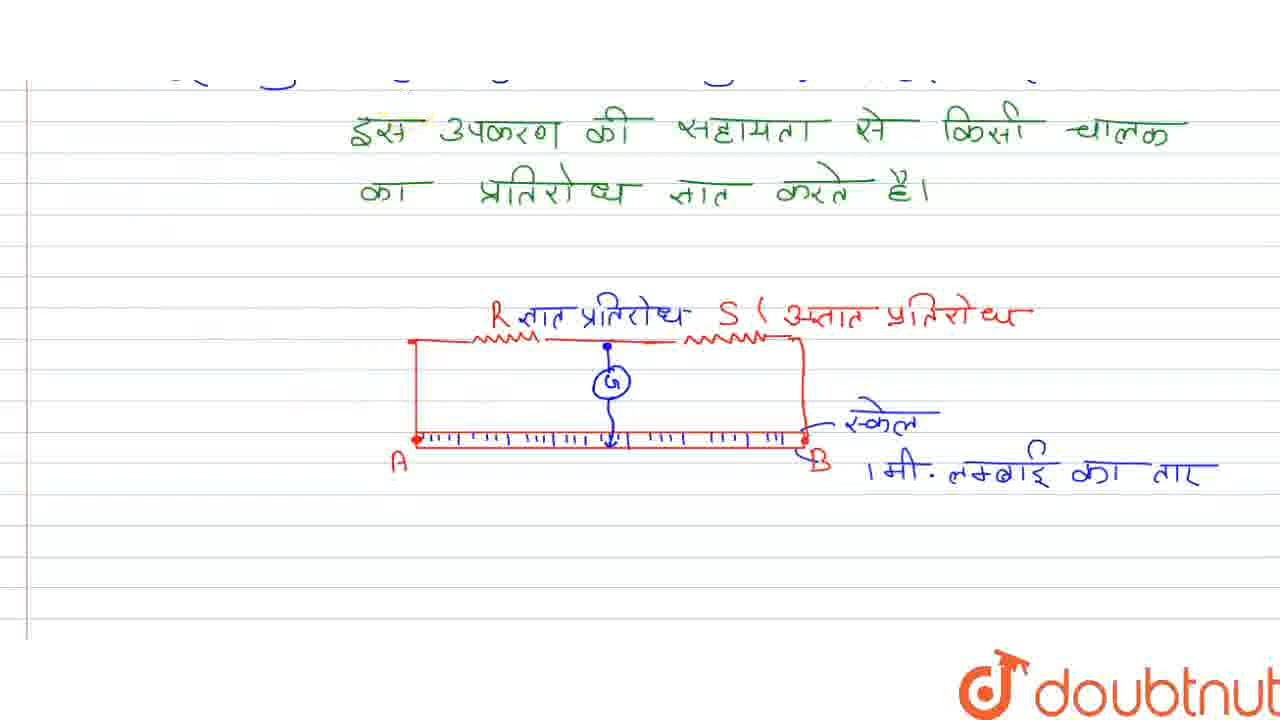 इस उपकरण की सहायता से किसी चालक
का प्रतिरोध ज्ञात करते है।
R ज्ञात प्रतिरोध S ( अज्ञात प्रतिरोध
G
स्केल
A
B
1 मी. लम्बाई का तार
doubtnut